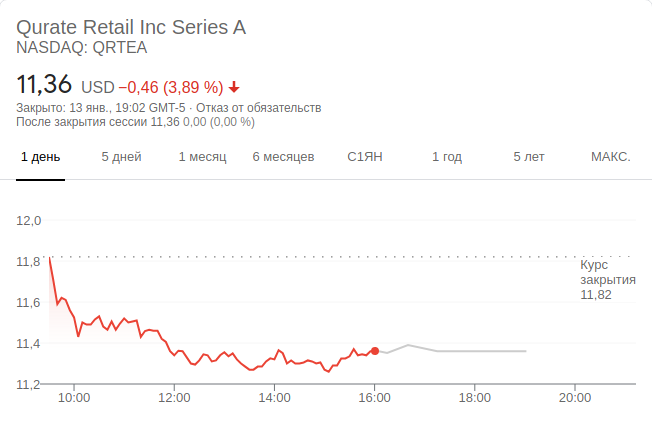 Qurate Retail Inc Series A
NASDAQ: QRTEA
11,36 USD −0,46 (3,89 %)
Закрыто: 13 янв., 19:02 GMT-5 · Отказ от обязательств
После закрытия сессии 11,36 0,00 (0,00 %)
1 день 5 дней 1 месяц 6 месяцев С1ЯН 1 год 5 лет МАКС.
12,0
11,8
Курс
закрытия
11,82
11,6
11,4
11,2
10:00 12:00 14:00 16:00 18:00 20:00